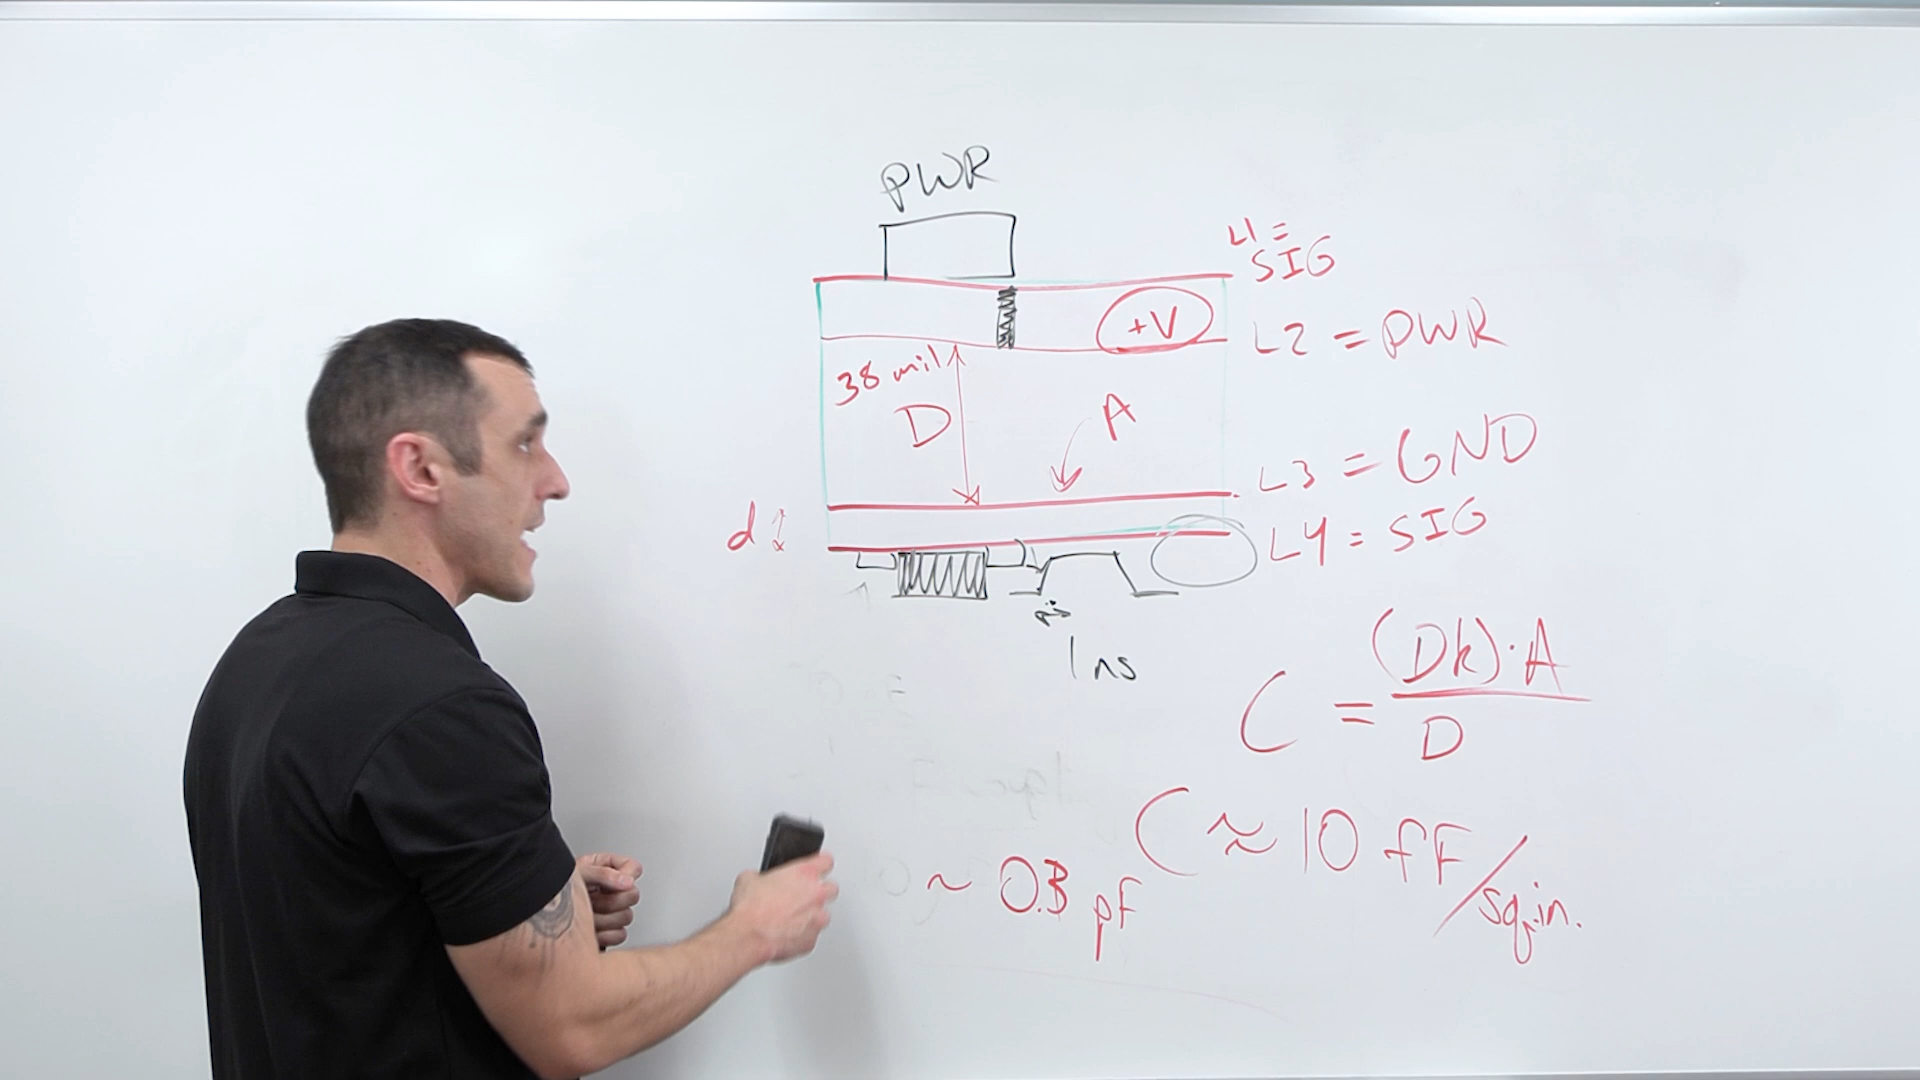 PWR
L1 =
SIG
+V
L2 = PWR
38 mil
D
A
L3 = GND
d
L4 = SIG
1 ns
C = (Dk)·A
D
C ≈ 10 fF/sq.in.
~ 0.3 pF